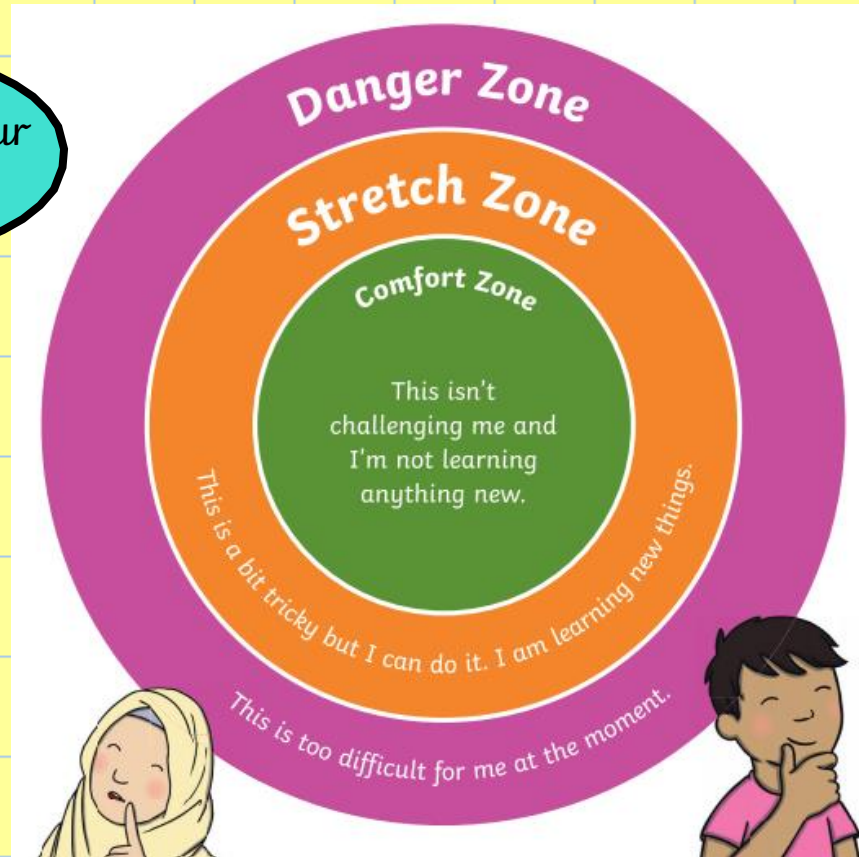 Danger Zone
Stretch Zone
Comfort Zone
This isn't
challenging me and
I'm not learning
anything new.
This is a bit tricky but I can do it. I am learning new things.
This is too difficult for me at the moment.